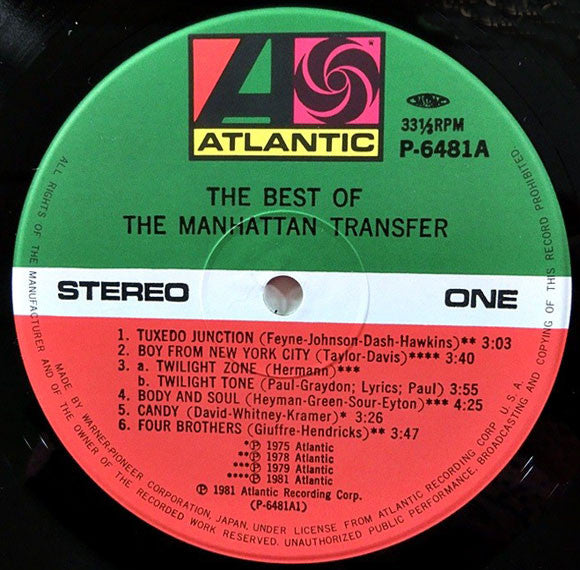 ATLANTIC
33⅓RPM
P-6481A
THE BEST OF
THE MANHATTAN TRANSFER
STEREO
ONE
1. TUXEDO JUNCTION (Feyne-Johnson-Dash-Hawkins)** 3:03
2. BOY FROM NEW YORK CITY (Taylor-Davis)**** 3:40
3. a. TWILIGHT ZONE (Hermann)***
b. TWILIGHT TONE (Paul-Graydon; Lyrics; Paul) 3:55
4. BODY AND SOUL (Heyman-Green-Sour-Eyton)*** 4:25
5. CANDY (David-Whitney-Kramer)* 3:26
6. FOUR BROTHERS (Giuffre-Hendricks)** 3:47
*Ⓟ 1975 Atlantic
**Ⓟ 1978 Atlantic
***Ⓟ 1979 Atlantic
****Ⓟ 1981 Atlantic
Ⓟ 1981 Atlantic Recording Corp.
(P-6481A1)
ALL RIGHTS OF THE MANUFACTURER AND OF THE OWNER OF THE RECORDED WORK RESERVED. UNAUTHORIZED PUBLIC PERFORMANCE, BROADCASTING AND COPYING OF THIS RECORD PROHIBITED.
MADE BY WARNER-PIONEER CORPORATION, JAPAN, UNDER LICENSE FROM ATLANTIC RECORDING CORP. U.S.A.